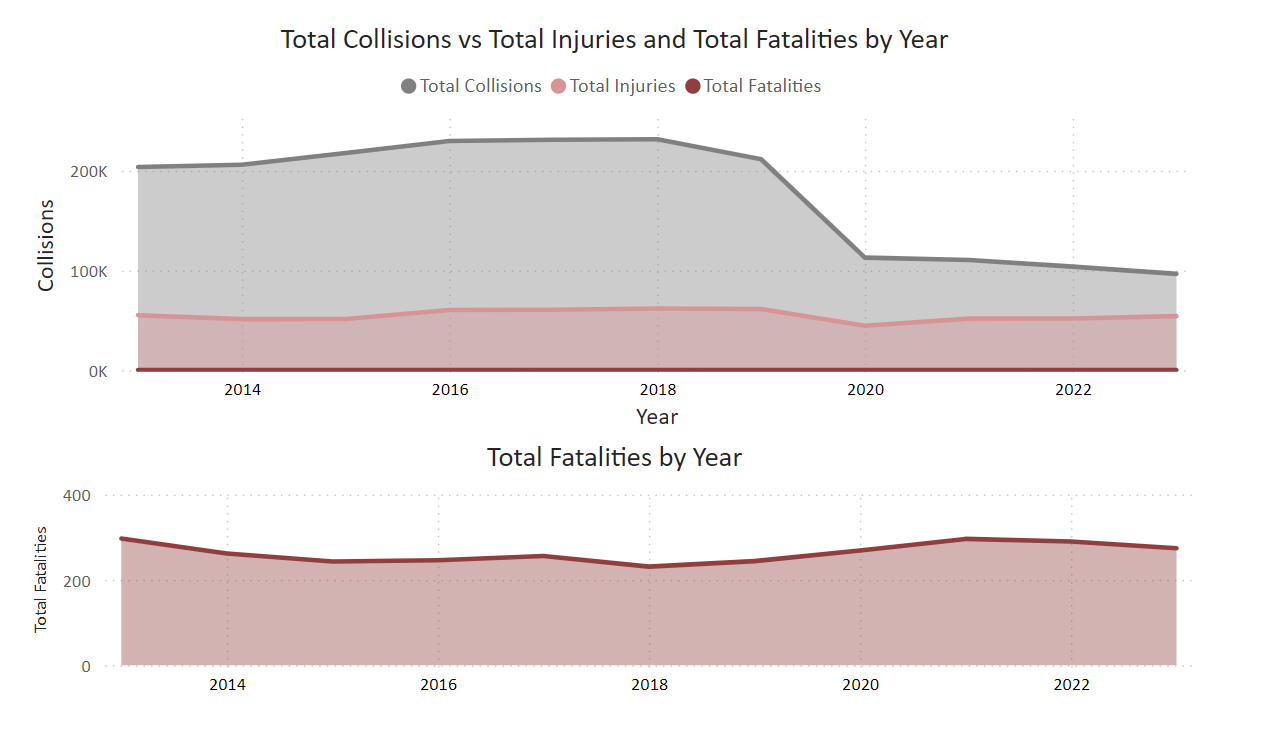 Total Collisions vs Total Injuries and Total Fatalities by Year
Total Collisions Total Injuries Total Fatalities
Collisions
200K
100K
0K
2014 2016 2018 2020 2022
Year
Total Fatalities by Year
Total Fatalities
400
200
0
2014 2016 2018 2020 2022